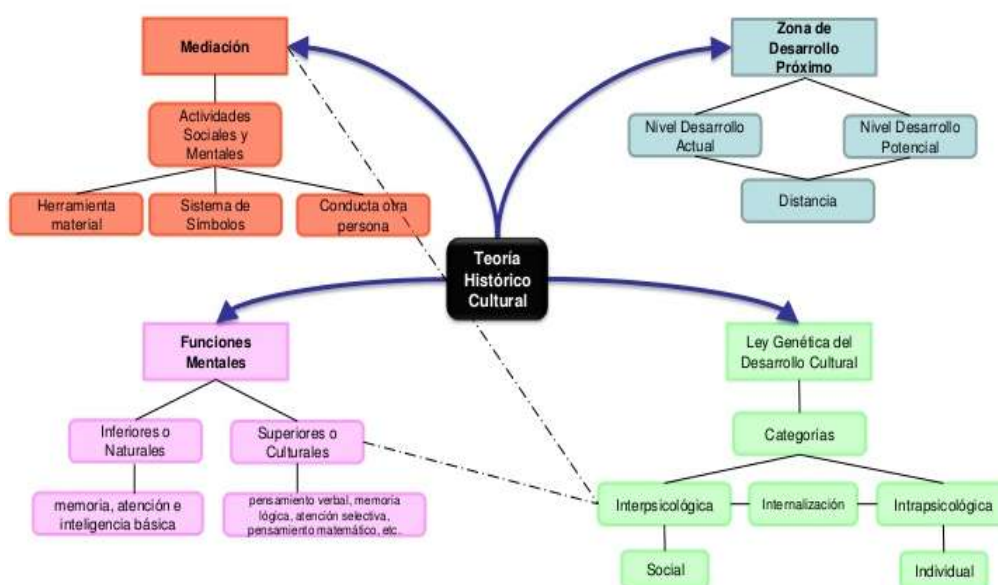 Mediación
Actividades
Sociales y
Mentales
Herramienta
material
Sistema de
Símbolos
Conducta otra
persona
Zona de
Desarrollo
Próximo
Nivel Desarrollo
Actual
Nivel Desarrollo
Potencial
Distancia
Teoría
Histórico
Cultural
Funciones
Mentales
Inferiores o
Naturales
Superiores o
Culturales
memoria, atención e
inteligencia básica
pensamiento verbal, memoria
lógica, atención selectiva,
pensamiento matemático, etc..
Ley Genética del
Desarrollo Cultural
Categorías
Interpsicológica
Internalización
Intrapsicológica
Social
Individual